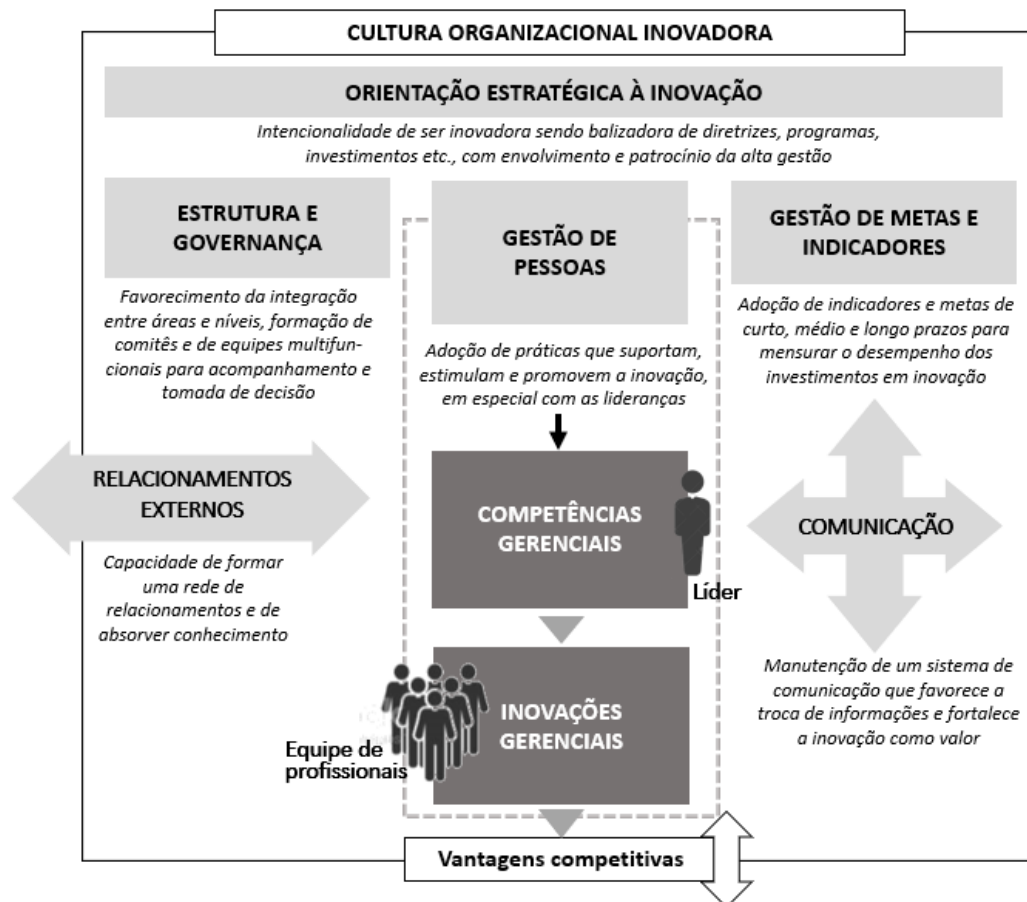 CULTURA ORGANIZACIONAL INOVADORA
ORIENTAÇÃO ESTRATÉGICA À INOVAÇÃO
Intencionalidade de ser inovadora sendo balizadora de diretrizes, programas,
investimentos etc., com envolvimento e patrocínio da alta gestão
ESTRUTURA E
GOVERNANÇA
Favorecimento da integração
entre áreas e níveis, formação de
comitês e de equipes multifun-
cionais para acompanhamento e
tomada de decisão
GESTÃO DE
PESSOAS
Adoção de práticas que suportam,
estimulam e promovem a inovação,
em especial com as lideranças
GESTÃO DE METAS E
INDICADORES
Adoção de indicadores e metas de
curto, médio e longo prazos para
mensurar o desempenho dos
investimentos em inovação
RELACIONAMENTOS
EXTERNOS
Capacidade de formar
uma rede de
relacionamentos e de
absorver conhecimento
COMPETÊNCIAS
GERENCIAIS
Líder
COMUNICAÇÃO
Manutenção de um sistema de
comunicação que favorece a
troca de informações e fortalece
a inovação como valor
INOVAÇÕES
GERENCIAIS
Equipe de
profissionais
Vantagens competitivas